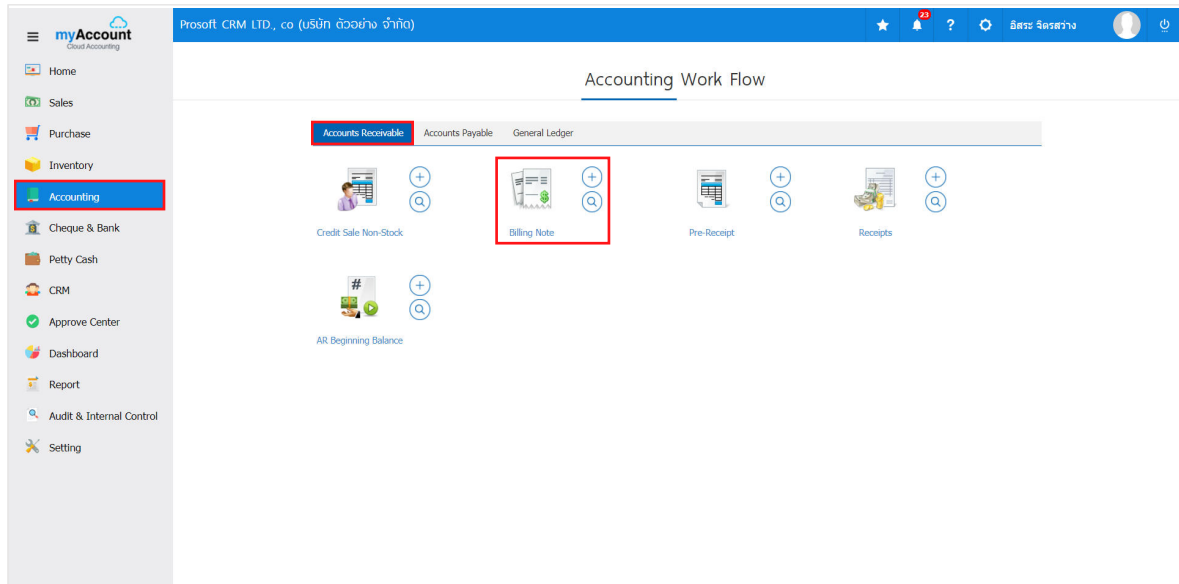 myAccount
Cloud Accounting
Prosoft CRM LTD., co (บริษัท ตัวอย่าง จำกัด)
23
?
อิสระ จิตรสว่าง
Home
Sales
Purchase
Inventory
Accounting
Cheque & Bank
Petty Cash
CRM
Approve Center
Dashboard
Report
Audit & Internal Control
Setting
Accounting Work Flow
Accounts Receivable Accounts Payable General Ledger
Credit Sale Non-Stock Billing Note Pre-Receipt Receipts
#
AR Beginning Balance